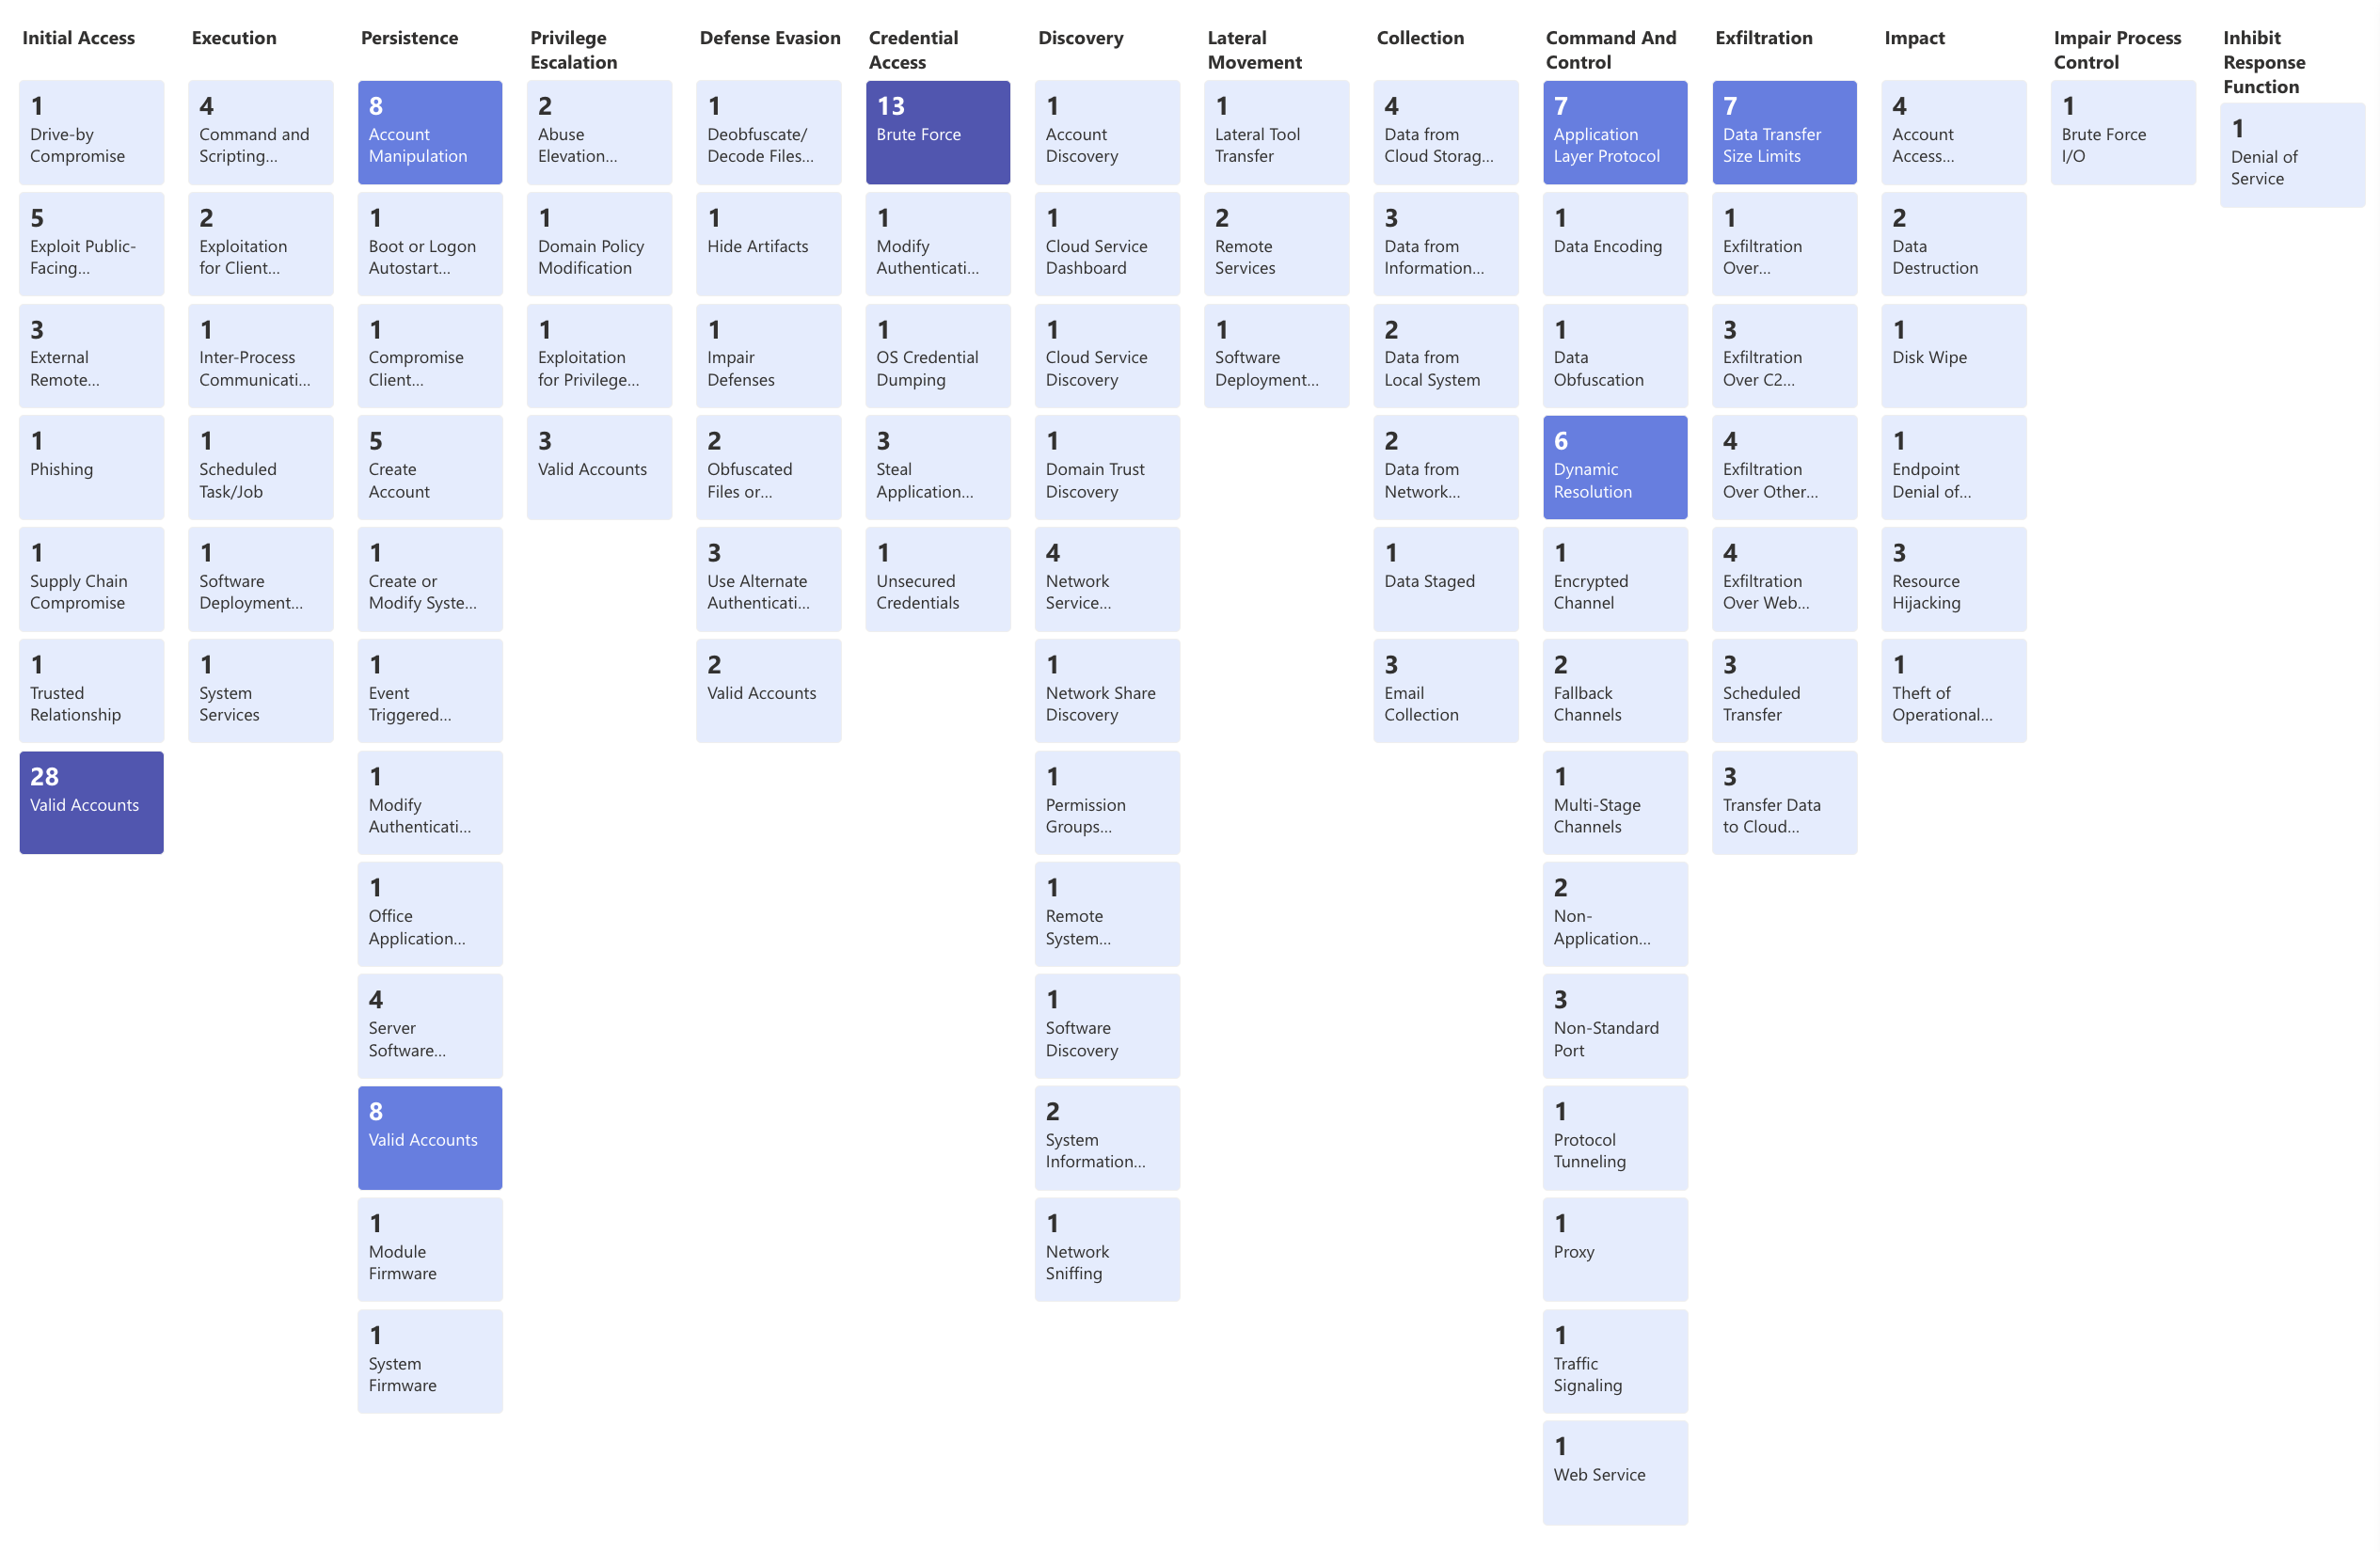 Initial Access
1
Drive-by
Compromise
5
Exploit Public-
Facing...
3
External
Remote...
1
Phishing
1
Supply Chain
Compromise
1
Trusted
Relationship
28
Valid Accounts
Execution
4
Command and
Scripting...
2
Exploitation
for Client...
1
Inter-Process
Communicati...
1
Scheduled
Task/Job
1
Software
Deployment...
1
System
Services
Persistence
8
Account
Manipulation
1
Boot or Logon
Autostart...
1
Compromise
Client...
5
Create
Account
1
Create or
Modify Syste...
1
Event
Triggered...
1
Modify
Authenticati...
1
Office
Application...
4
Server
Software...
8
Valid Accounts
1
Module
Firmware
1
System
Firmware
Privilege
Escalation
2
Abuse
Elevation...
1
Domain Policy
Modification
1
Exploitation
for Privilege...
3
Valid Accounts
Defense Evasion
1
Deobfuscate/
Decode Files...
1
Hide Artifacts
1
Impair
Defenses
2
Obfuscated
Files or...
3
Use Alternate
Authenticati...
2
Valid Accounts
Credential
Access
13
Brute Force
1
Modify
Authenticati...
1
OS Credential
Dumping
3
Steal
Application...
1
Unsecured
Credentials
Discovery
1
Account
Discovery
1
Cloud Service
Dashboard
1
Cloud Service
Discovery
1
Domain Trust
Discovery
4
Network
Service...
1
Network Share
Discovery
1
Permission
Groups...
1
Remote
System...
1
Software
Discovery
2
System
Information...
1
Network
Sniffing
Lateral
Movement
1
Lateral Tool
Transfer
2
Remote
Services
1
Software
Deployment...
Collection
4
Data from
Cloud Storag...
3
Data from
Information...
2
Data from
Local System
2
Data from
Network...
1
Data Staged
3
Email
Collection
Command And
Control
7
Application
Layer Protocol
1
Data Encoding
1
Data
Obfuscation
6
Dynamic
Resolution
1
Encrypted
Channel
2
Fallback
Channels
1
Multi-Stage
Channels
2
Non-
Application...
3
Non-Standard
Port
1
Protocol
Tunneling
1
Proxy
1
Traffic
Signaling
1
Web Service
Exfiltration
7
Data Transfer
Size Limits
1
Exfiltration
Over...
3
Exfiltration
Over C2...
4
Exfiltration
Over Other...
4
Exfiltration
Over Web...
3
Scheduled
Transfer
3
Transfer Data
to Cloud...
Impact
4
Account
Access...
2
Data
Destruction
1
Disk Wipe
1
Endpoint
Denial of...
3
Resource
Hijacking
1
Theft of
Operational...
Impair Process
Control
1
Brute Force
I/O
Inhibit
Response
Function
1
Denial of
Service